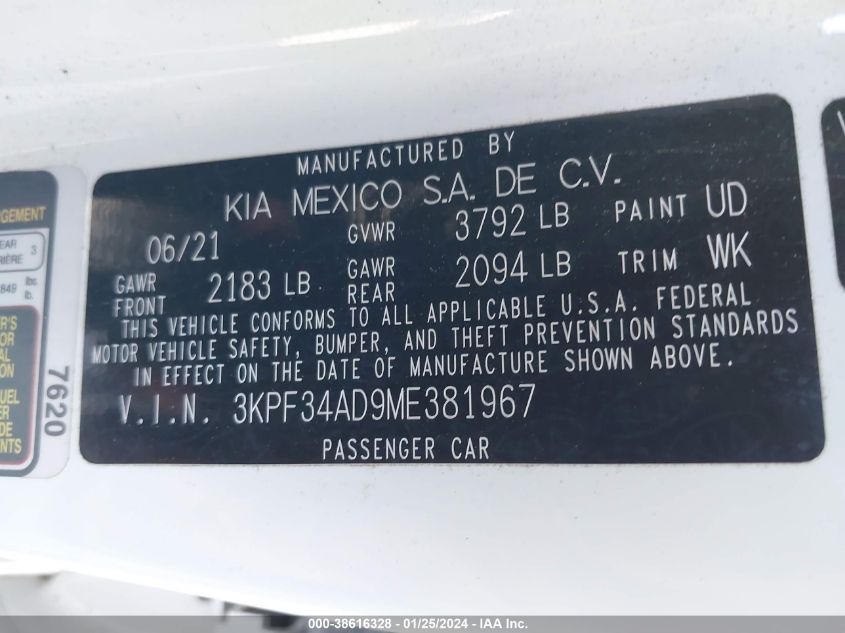 MANUFACTURED BY
KIA MEXICO S.A. DE C.V.
06/21 GVWR 3792 LB PAINT UD
GAWR FRONT 2183 LB GAWR REAR 2094 LB TRIM WK
THIS VEHICLE CONFORMS TO ALL APPLICABLE U.S.A. FEDERAL
MOTOR VEHICLE SAFETY, BUMPER, AND THEFT PREVENTION STANDARDS
IN EFFECT ON THE DATE OF MANUFACTURE SHOWN ABOVE.
V.I.N. 3KPF34AD9ME381967
PASSENGER CAR
3
lbs.
lb.
7620
000-38616328 - 01/25/2024 - IAA Inc.